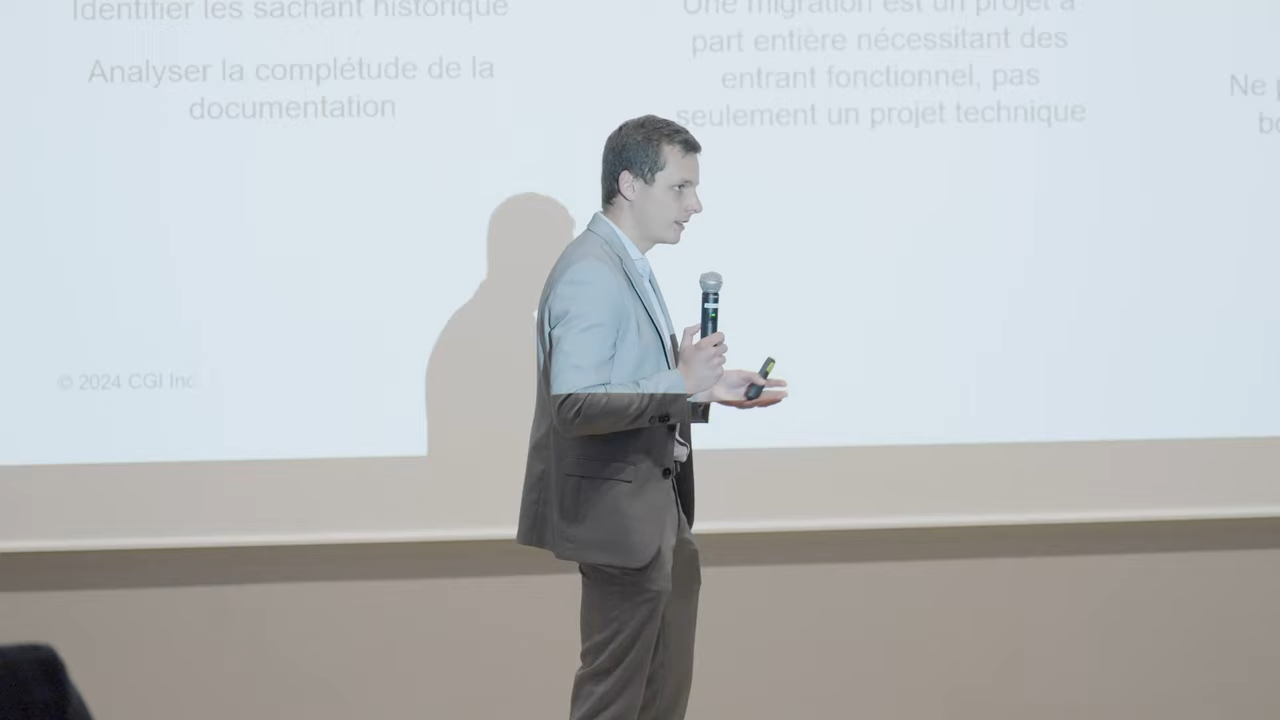 Identifier les sachant historique
Analyser la complétude de la
documentation
Une migration est un projet à
part entière nécessitant des
entrant fonctionnel, pas
seulement un projet technique
Ne
© 2024 CGI Inc